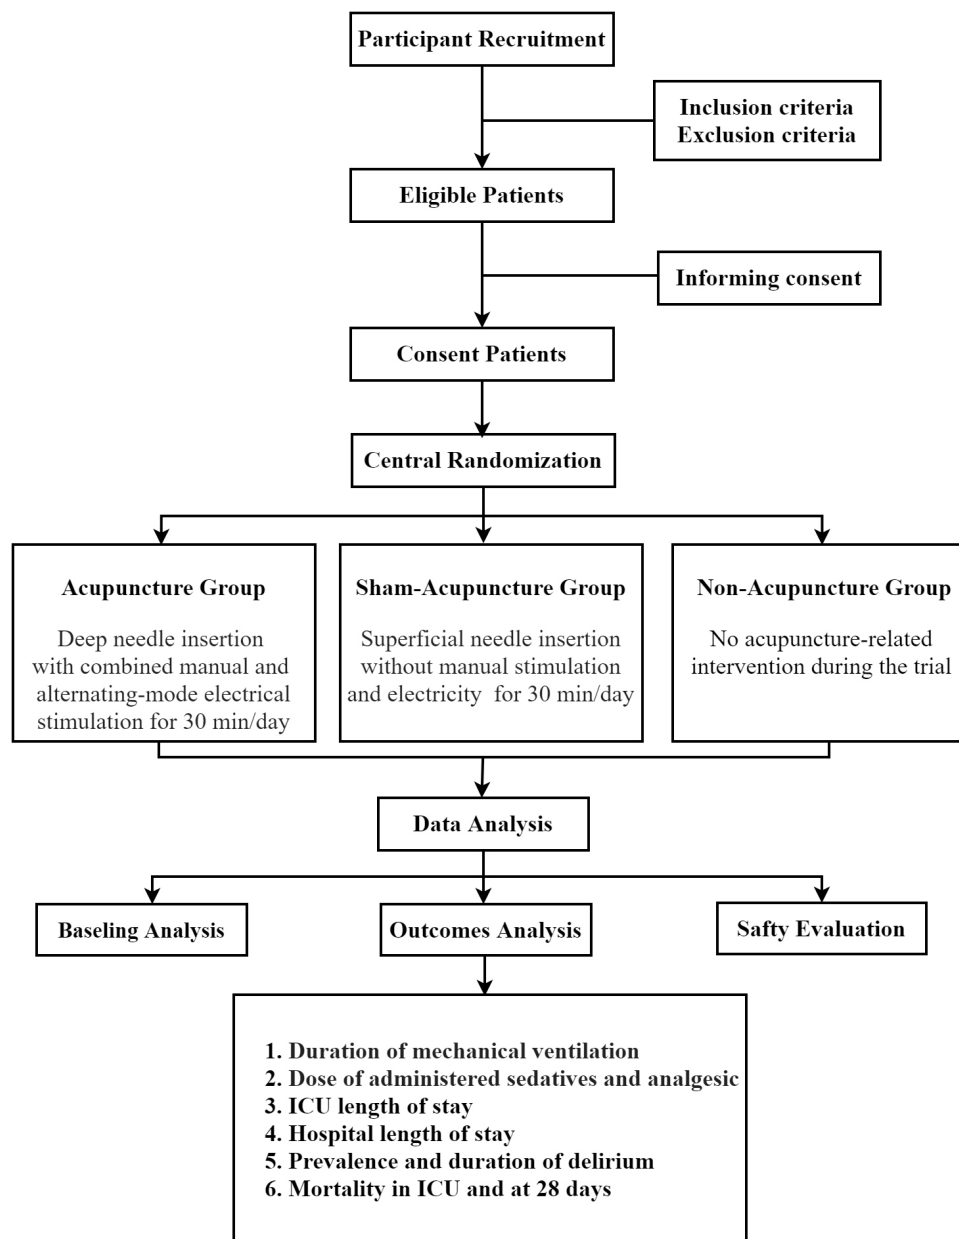 Participant Recruitment
Inclusion criteria
Exclusion criteria
Eligible Patients
Informing consent
Consent Patients
Central Randomization
Acupuncture Group
Deep needle insertion
with combined manual and
alternating-mode electrical
stimulation for 30 min/day
Sham-Acupuncture Group
Superficial needle insertion
without manual stimulation
and electricity for 30 min/day
Non-Acupuncture Group
No acupuncture-related
intervention during the trial
Data Analysis
Baseling Analysis
Outcomes Analysis
Safty Evaluation
1. Duration of mechanical ventilation
2. Dose of administered sedatives and analgesic
3. ICU length of stay
4. Hospital length of stay
5. Prevalence and duration of delirium
6. Mortality in ICU and at 28 days